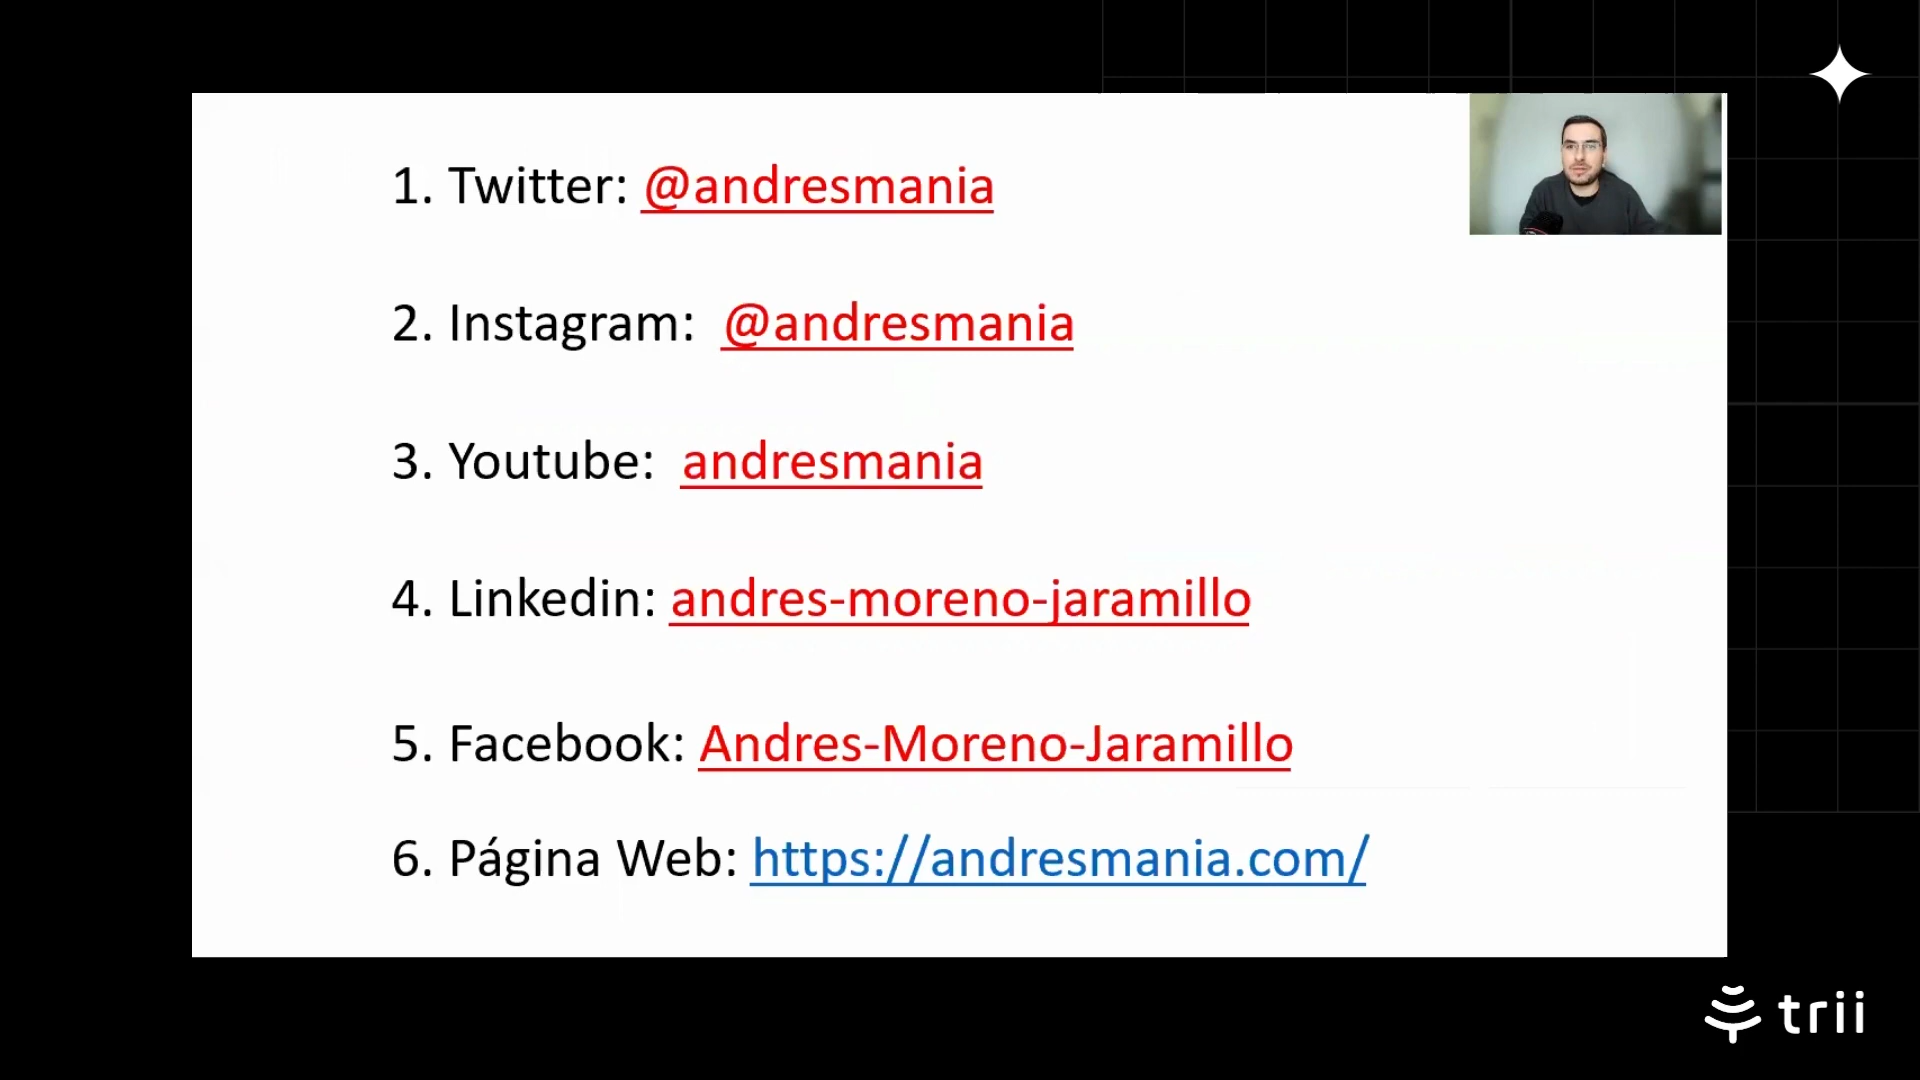 1. Twitter: @andresmania
2. Instagram: @andresmania
3. Youtube: andresmania
4. Linkedin: andres-moreno-jaramillo
5. Facebook: Andres-Moreno-Jaramillo
6. Página Web: https://andresmania.com/
trii